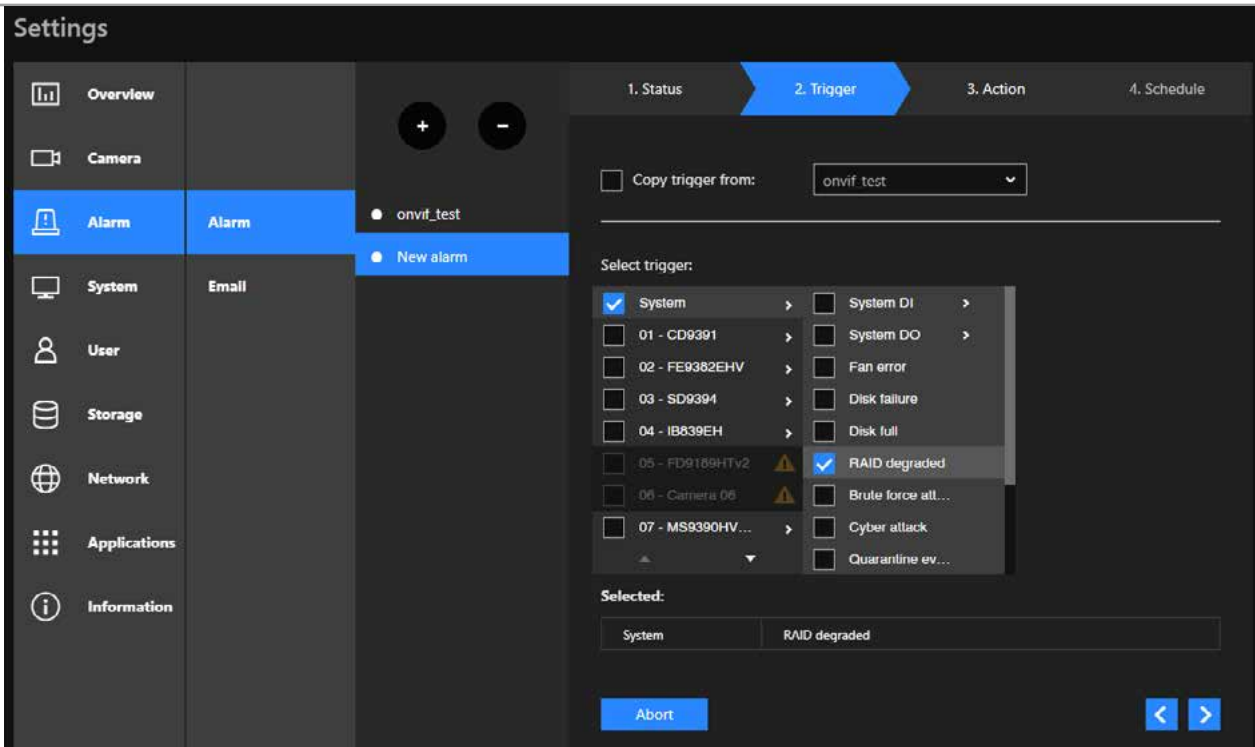 Settings
Overview
Camera
Alarm
System
User
Storage
Network
Applications
Information
Alarm
Email
+
-
onvif_test
New alarm
1. Status
2. Trigger
3. Action
4. Schedule
Copy trigger from:
onvif_test
Select trigger:
System
01 - CD9391
02 - FE9382EHV
03 - SD9394
04 - IB839EH
05 - FD9189HTv2
06 - Camera 06
07 - MS9390HV...
System DI
System DO
Fan error
Disk failure
Disk full
RAID degraded
Brute force att...
Cyber attack
Quarantine ev...
Selected:
System
RAID degraded
Abort